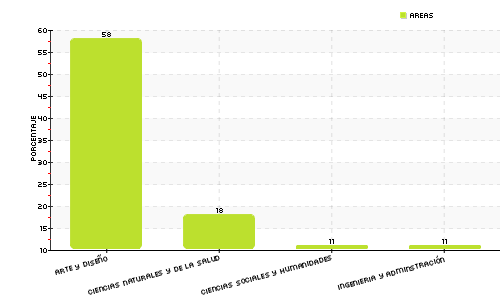 AREAS
60
58
55
50
45
40
35
PORCENTAJE
30
25
20
18
15
11
11
10
ARTE Y DISEÑO
CIENCIAS NATURALES Y DE LA SALUD
CIENCIAS SOCIALES Y HUMANIDADES
INGENIERIA Y ADMINSTRACIÓN